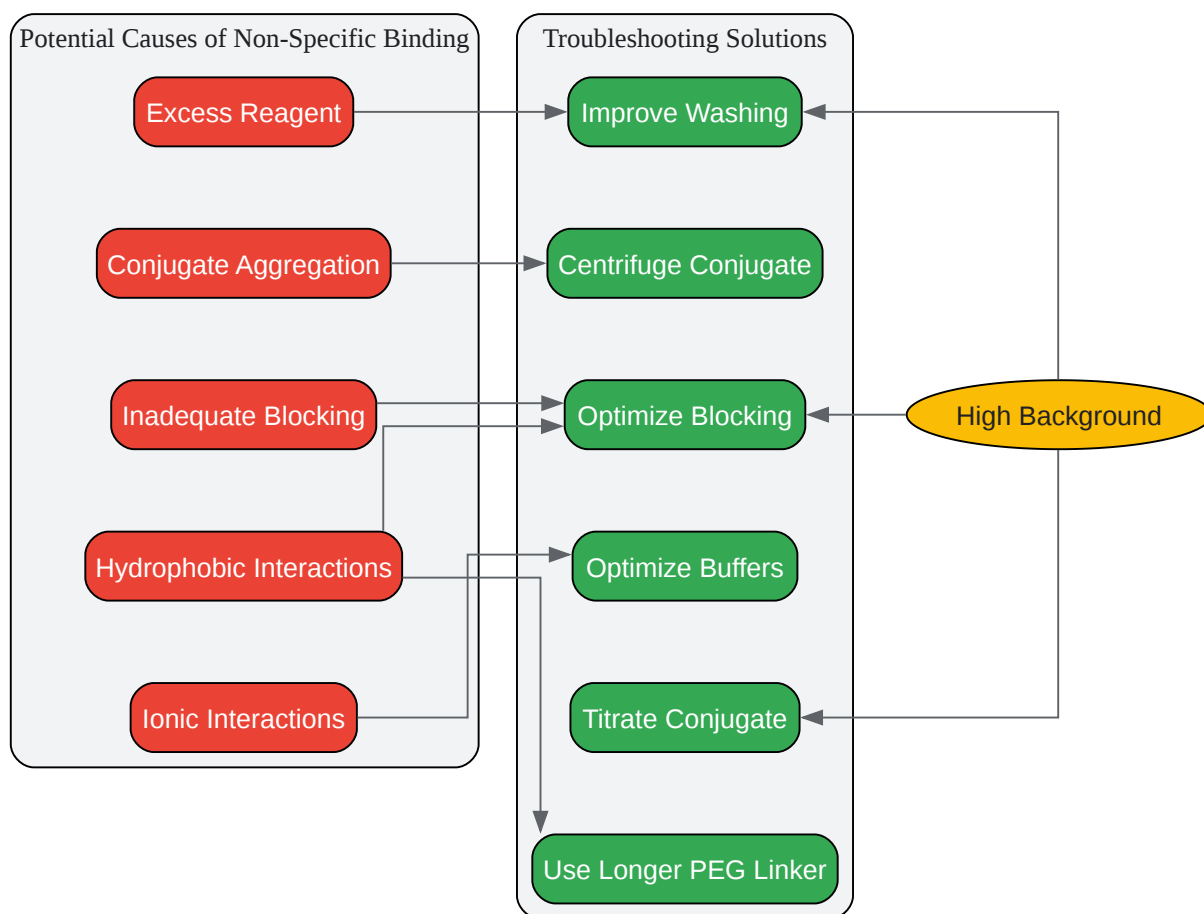 Potential Causes of Non-Specific Binding
Excess Reagent
Conjugate Aggregation
Inadequate Blocking
Hydrophobic Interactions
Ionic Interactions
Troubleshooting Solutions
Improve Washing
Centrifuge Conjugate
Optimize Blocking
Optimize Buffers
Titrate Conjugate
Use Longer PEG Linker
High Background